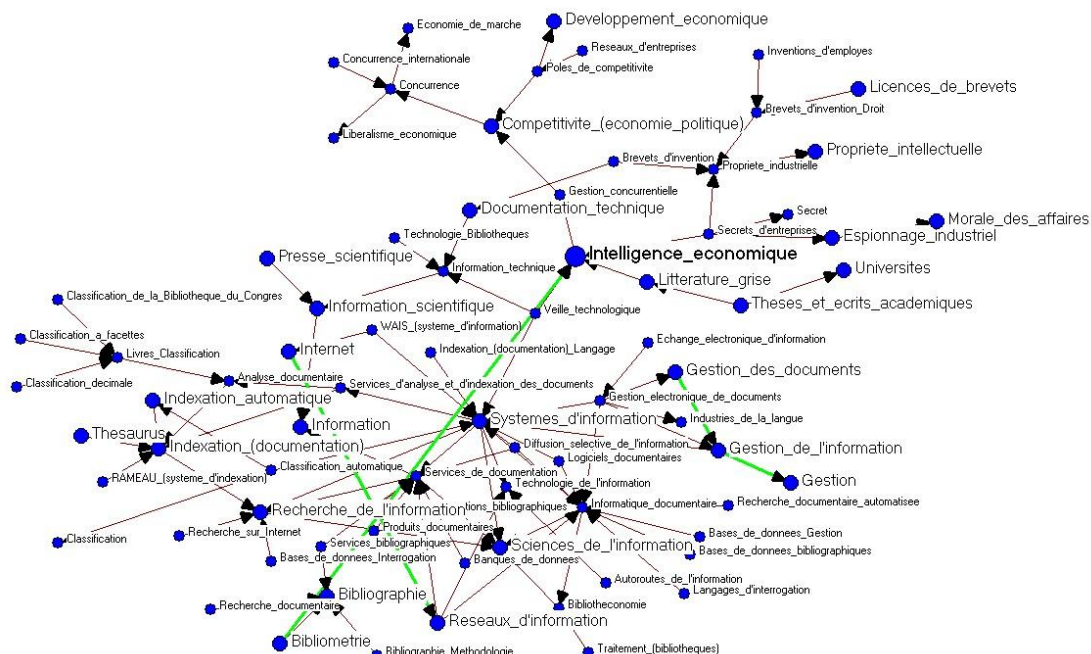 Developpement_economique
Economie_de_marche
Reseaux_d'entreprises
Inventions_d'employes
Concurrence_internationale
Poles_de_competitivite
Concurrence
Licences_de_brevets
Brevets_d'invention_Droit
Competitivite_(economie_politique)
Liberalisme_economique
Propriete_intellectuelle
Brevets_d'invention
Propriete_industrielle
Gestion_concurrentielle
Documentation_technique
Secret
Morale_des_affaires
Technologie_Bibliotheques
Secrets_d'entreprises
Espionnage_industriel
Intelligence_economique
Presse_scientifique
Information_technique
Universites
Litterature_grise
Classification_de_la_Bibliotheque_du_Congres
Information_scientifique
Theses_et_ecrits_academiques
Veille_technologique
WAIS_(systeme_d'information)
Classification_a_facettes
Echange_electronique_d'information
Internet
Indexation_(documentation)_Langage
Livres_Classification
Gestion_des_documents
Analyse_documentaire
Classification_decimale
Services_d'analyse_et_d'indexation_des_documents
Indexation_automatique
Gestion_electronique_de_documents
Systemes_d'information
Industries_de_la_langue
Information
Thesaurus
Indexation_(documentation)
Diffusion_selective_de_l'information
Gestion_de_l'information
Logiciels_documentaires
Classification_automatique
Services_de_documentation
RAMEAU_(systeme_d'indexation)
Technologie_de_l'information
Gestion
tions_bibliographiques
Informatique_documentaire
Recherche_documentaire_automatisee
Recherche_de_l'information
Produits_documentaires
Recherche_sur_Internet
Bases_de_donnees_Gestion
Classification
Services_bibliographiques
Sciences_de_l'information
Bases_de_donnees_bibliographiques
Bases_de_donnees_Interrogation
Banques_de_donnees
Autoroutes_de_l'information
Langages_d'interrogation
Bibliographie
Recherche_documentaire
Bibliotheconomie
Reseaux_d'information
Bibliometrie
Bibliographie_Methodologie
Traitement_(bibliotheques)